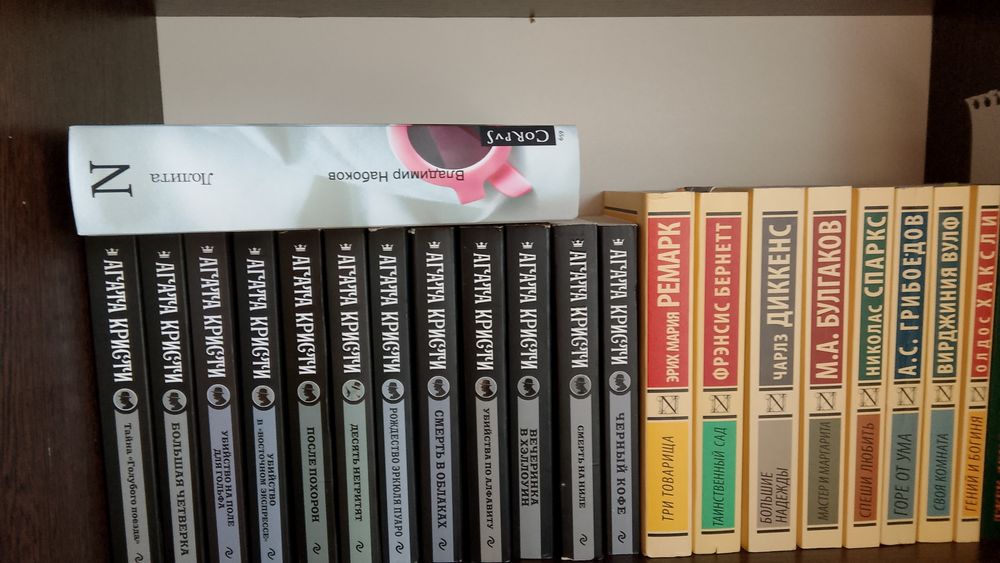 CORPVS
659
Владимир Набоков
Лолита
N
АГАТА КРИСТИ
Тайна «Голубого поезда»
АГАТА КРИСТИ
БОЛЬШАЯ ЧЕТВЕРКА
АГАТА КРИСТИ
УБИЙСТВО НА ПОЛЕ
ДЛЯ ГОЛЬФА
АГАТА КРИСТИ
УБИЙСТВО
В «ВОСТОЧНОМ ЭКСПРЕССЕ»
АГАТА КРИСТИ
ПОСЛЕ ПОХОРОН
АГАТА КРИСТИ
ДЕСЯТЬ НЕГРИТЯТ
АГАТА КРИСТИ
РОЖДЕСТВО ЭРКЮЛЯ ПУАРО
АГАТА КРИСТИ
СМЕРТЬ В ОБЛАКАХ
АГАТА КРИСТИ
УБИЙСТВА ПО АЛФАВИТУ
АГАТА КРИСТИ
ВЕЧЕРИНКА
В ХЭЛЛОУИН
АГАТА КРИСТИ
СМЕРТЬ НА НИЛЕ
АГАТА КРИСТИ
ЧЕРНЫЙ КОФЕ
ЭРИХ МАРИЯ РЕМАРК
ТРИ ТОВАРИЩА
ФРЭНСИС БЕРНЕТТ
ТАИНСТВЕННЫЙ САД
ЧАРЛЗ ДИККЕНС
БОЛЬШИЕ
НАДЕЖДЫ
М.А. БУЛГАКОВ
МАСТЕР И МАРГАРИТА
НИКОЛАС СПАРКС
СПЕШИ ЛЮБИТЬ
А.С. ГРИБОЕДОВ
ГОРЕ ОТ УМА
ВИРДЖИНИЯ ВУЛФ
СВОЯ КОМНАТА
ОЛДОС ХАКСЛИ
ГЕНИЙ И БОГИНЯ